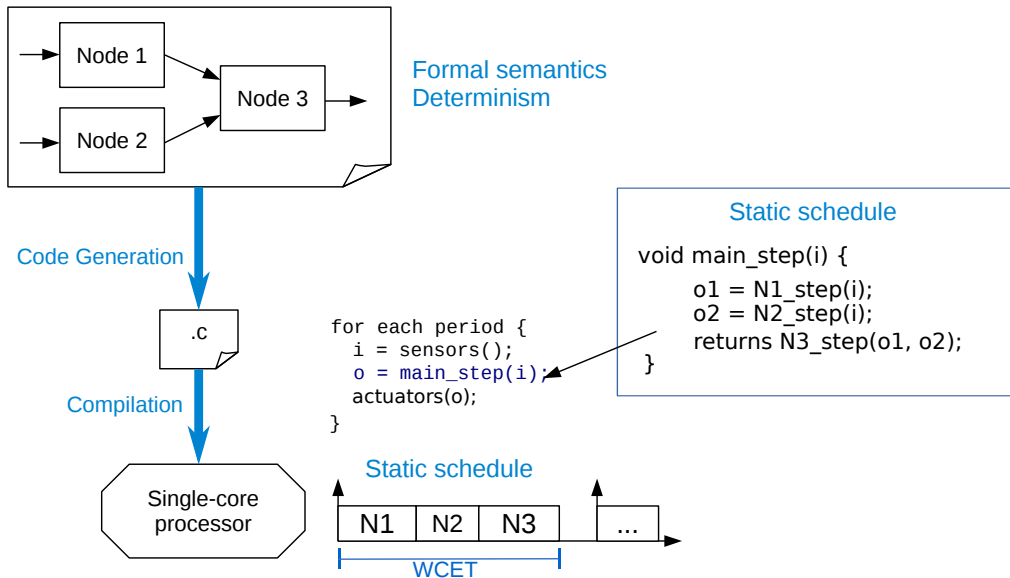 Node 1
Node 2
Node 3
Formal semantics
Determinism
Code Generation
.c
Compilation
Single-core
processor
for each period {
i = sensors();
o = main_step(i);
actuators(o);
}
Static schedule
void main_step(i) {
o1 = N1_step(i);
o2 = N2_step(i);
returns N3_step(o1, o2);
}
Static schedule
N1
N2
N3
...
WCET